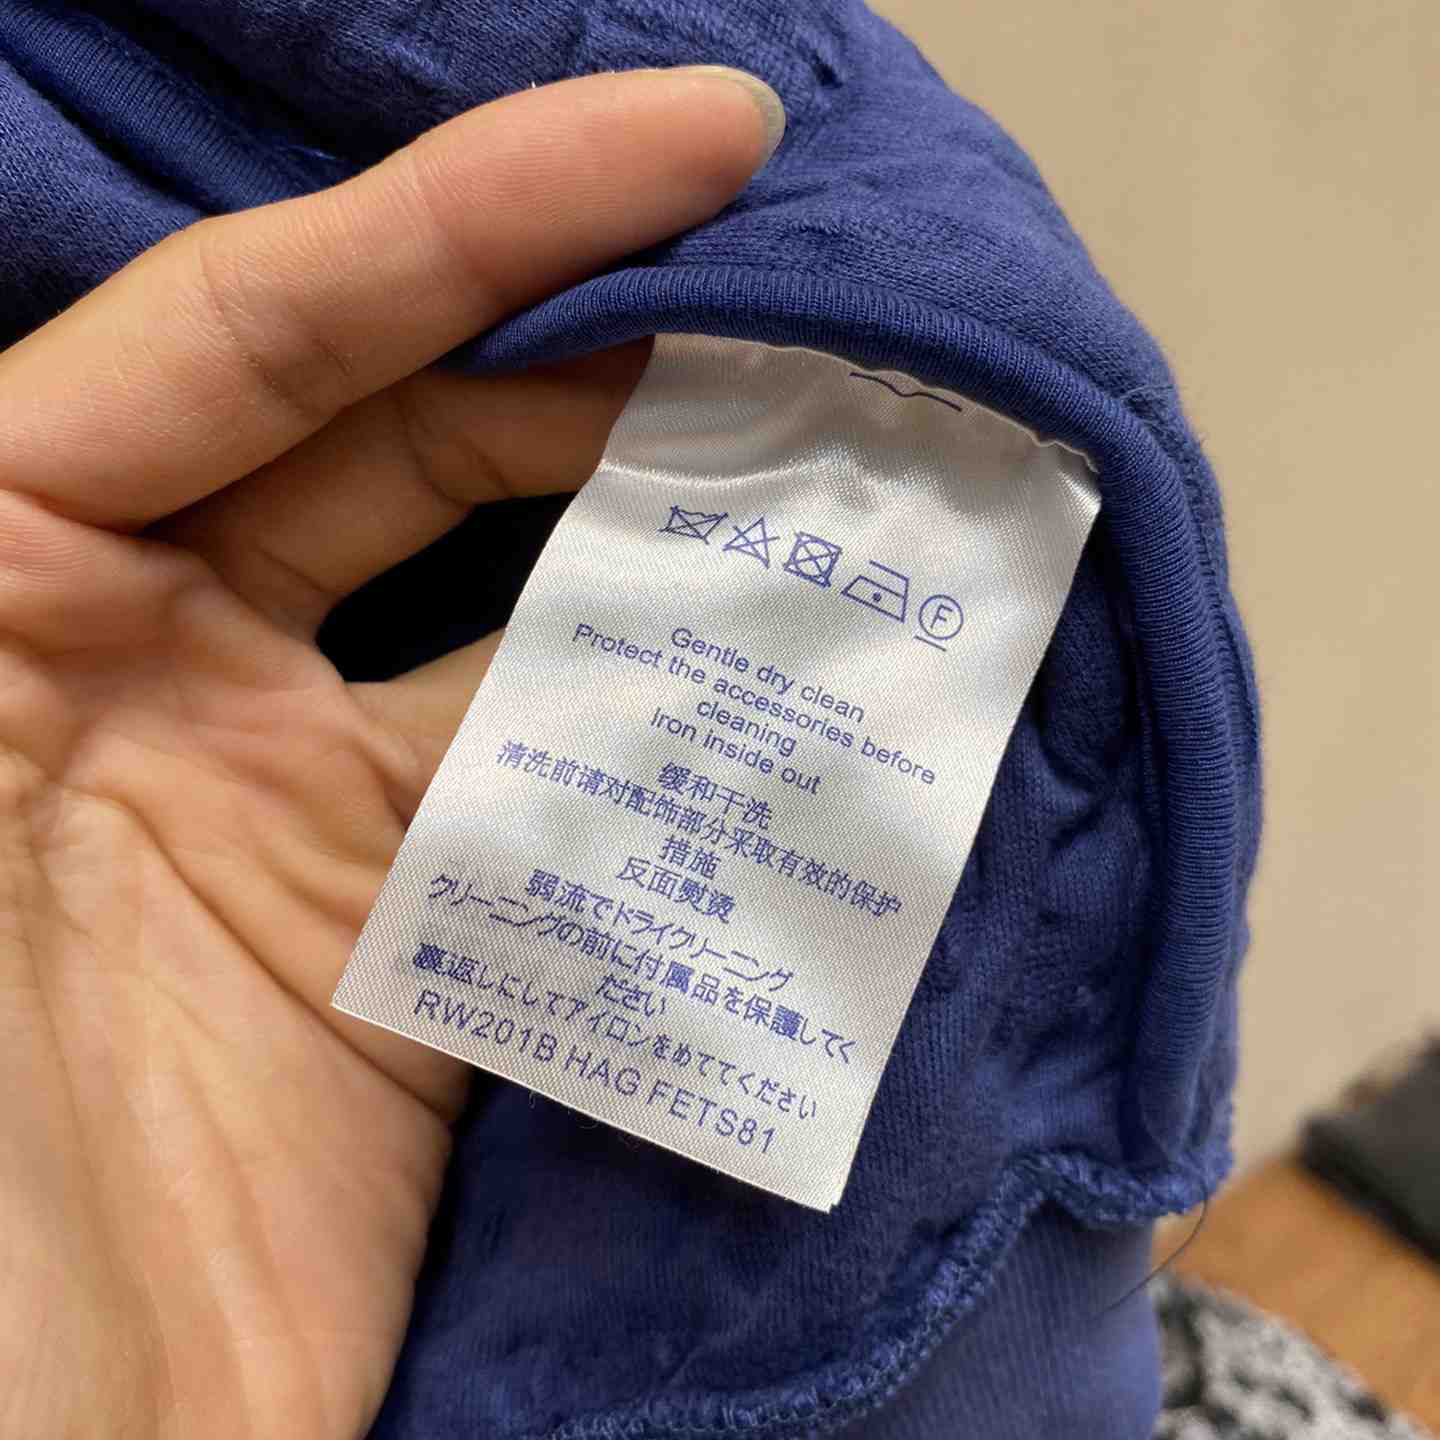 F
Gentle dry clean
Protect the accessories before
cleaning
Iron inside out
缓和干洗
清洗前请对配饰部分采取有效的保护
措施
反面熨烫
弱流でドライクリーニング
クリーニングの前に付属品を保護してく
ださい
裏返しにしてアイロンをめててください
RW201B HAG FETS81